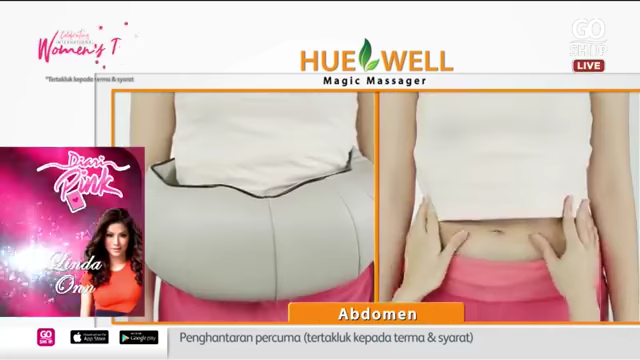 Celebrating
INTERNATIONAL
Women's
*Tertakluk kepada terma & syarat
GO
SHOP
LIVE
HUE WELL
Magic Massager
Diari
Pink
Linda
Onn
Abdomen
GO
SHOP
App Store
Google play
Penghantaran percuma (tertakluk kepada terma & syarat)